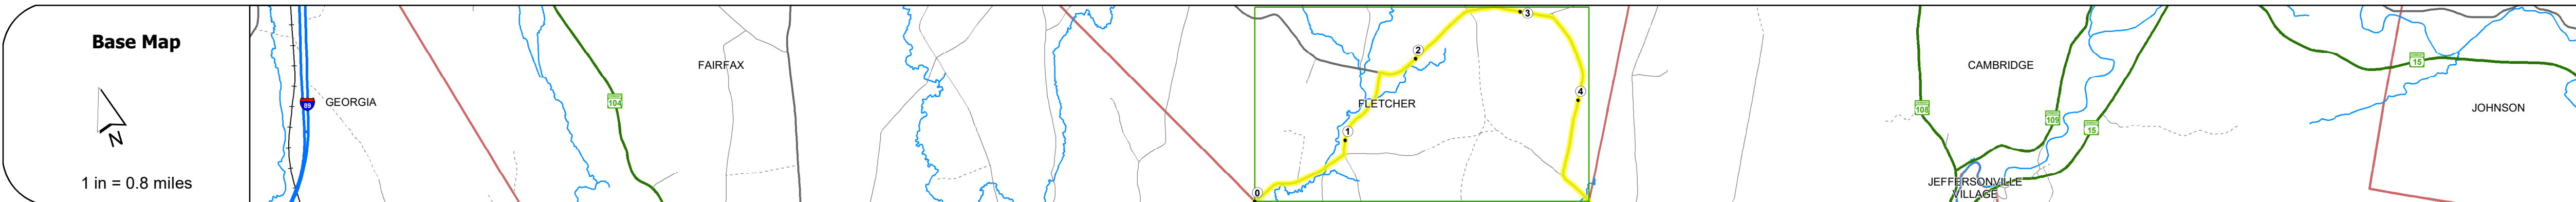 Base Map
N
1 in = 0.8 miles
89
GEORGIA
104
FAIRFAX
0
1
2
3
4
FLETCHER
108
CAMBRIDGE
109
15
JEFFERSONVILLE
VILLAGE
15
JOHNSON